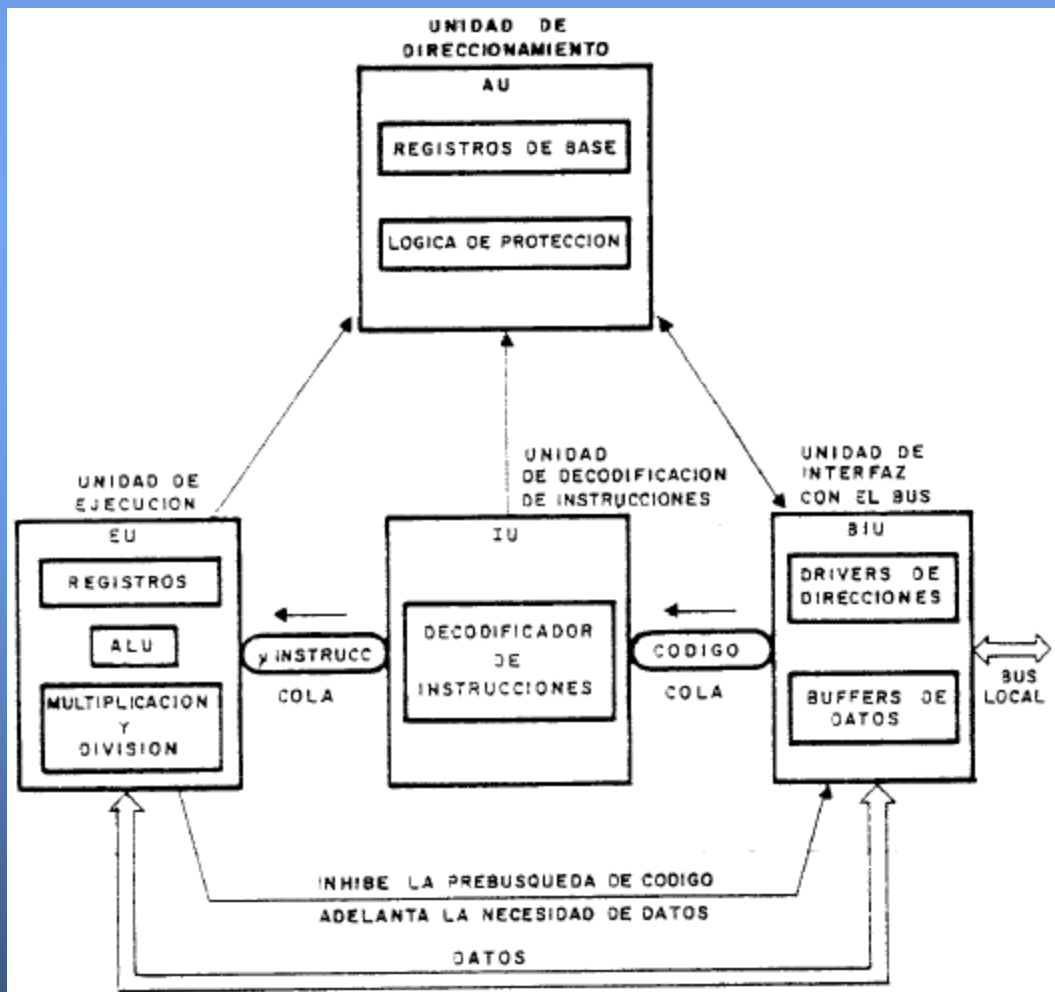 UNIDAD DE
DIRECCIONAMIENTO
AU
REGISTROS DE BASE
LOGICA DE PROTECCION
UNIDAD DE
EJECUCION
EU
REGISTROS
ALU
MULTIPLICACION
Y
DIVISION
μ INSTRUCC
COLA
UNIDAD
DE DECODIFICACION
DE INSTRUCCIONES
IU
DECODIFICADOR
DE
INSTRUCCIONES
CODIGO
COLA
UNIDAD DE
INTERFAZ
CON EL BUS
BIU
DRIVERS DE
DIRECCIONES
BUFFERS DE
DATOS
BUS
LOCAL
INHIBE LA PREBUSQUEDA DE CODIGO
ADELANTA LA NECESIDAD DE DATOS
DATOS